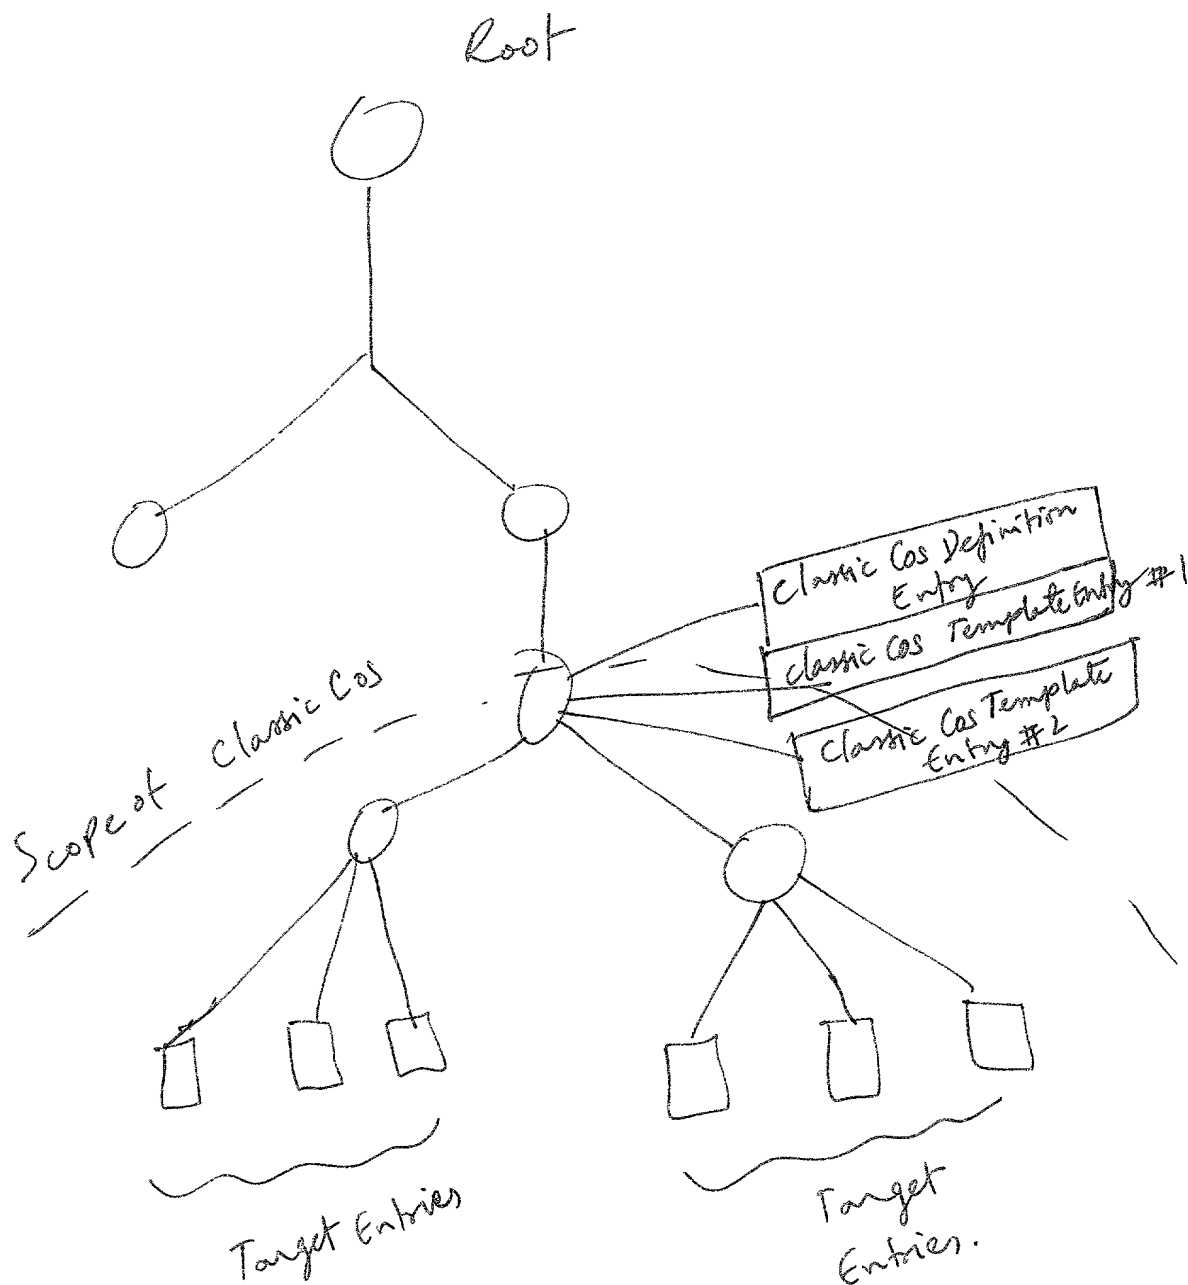 Root
Classic Cos Definition
Entry
Classic Cos Template Entry #1
Classic Cos Template
Entry #2
Scope of Classic Cos
Target Entries
Target
Entries.